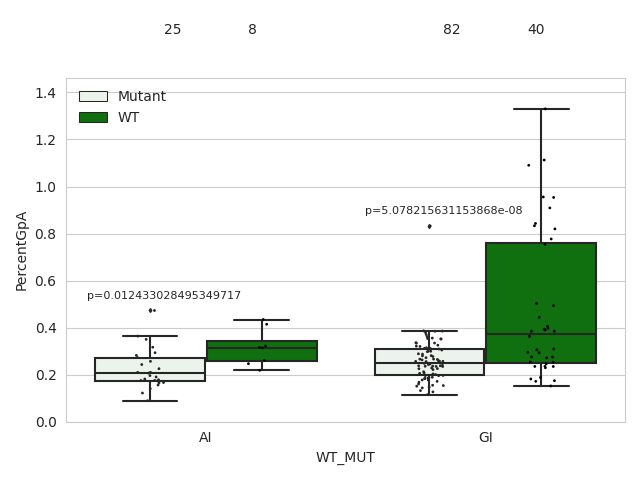 25 8 82 40
1.4
1.2
1.0
0.8
0.6
0.4
0.2
0.0
PercentGpA
Mutant
WT
p=5.078215631153868e-08
p=0.012433028495349717
AI GI
WT_MUT